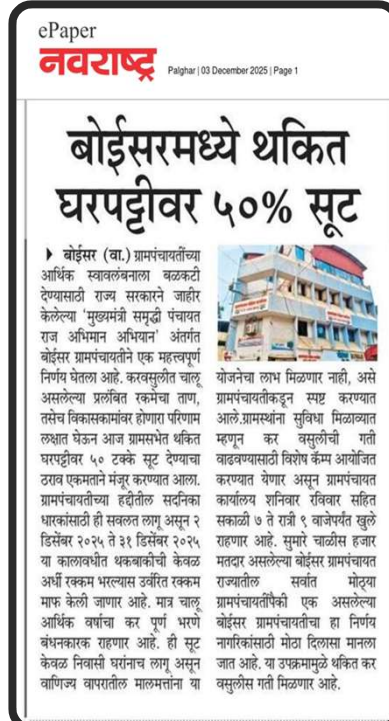 ePaper
नवराष्ट्र
Palghar | 03 December 2025 | Page 1
बोईसरमध्ये थकित
घरपट्टीवर ५०% सूट
▶ बोईसर (वा.) ग्रामपंचायतींच्या
आर्थिक स्वावलंबनाला बळकटी
देण्यासाठी राज्य सरकारने जाहीर
केलेल्या 'मुख्यमंत्री समृद्धी पंचायत
राज अभिमान अभियान' अंतर्गत
बोईसर ग्रामपंचायतीने एक महत्त्वपूर्ण
निर्णय घेतला आहे. करवसुलीत चालू
असलेल्या प्रलंबित रकमेचा ताण,
तसेच विकासकामांवर होणारा परिणाम
लक्षात घेऊन आज ग्रामसभेत थकित
घरपट्टीवर ५० टक्के सूट देण्याचा
ठराव एकमताने मंजूर करण्यात आला.
ग्रामपंचायतीच्या हद्दीतील सदनिका
धारकांसाठी ही सवलत लागू असून २
डिसेंबर २०२५ ते ३१ डिसेंबर २०२५
या कालावधीत थकबाकीची केवळ
अर्धी रक्कम भरल्यास उर्वरित रक्कम
माफ केली जाणार आहे. मात्र चालू
आर्थिक वर्षाचा कर पूर्ण भरणे
बंधनकारक राहणार आहे. ही सूट
केवळ निवासी घरांनाच लागू असून
वाणिज्य वापरातील मालमत्तांना या
योजनेचा लाभ मिळणार नाही, असे
ग्रामपंचायतीकडून स्पष्ट करण्यात
आले.ग्रामस्थांना सुविधा मिळाव्यात
म्हणून कर वसुलीची गती
वाढवण्यासाठी विशेष कॅम्प आयोजित
करण्यात येणार असून ग्रामपंचायत
कार्यालय शनिवार रविवार सहित
सकाळी ७ ते रात्री ९ वाजेपर्यंत खुले
राहणार आहे. सुमारे चाळीस हजार
मतदार असलेल्या बोईसर ग्रामपंचायत
राज्यातील सर्वात मोठ्या
ग्रामपंचायतींपैकी एक असलेल्या
बोईसर ग्रामपंचायतीचा हा निर्णय
नागरिकांसाठी मोठा दिलासा मानला
जात आहे. या उपक्रमामुळे थकित कर
वसुलीस गती मिळणार आहे.